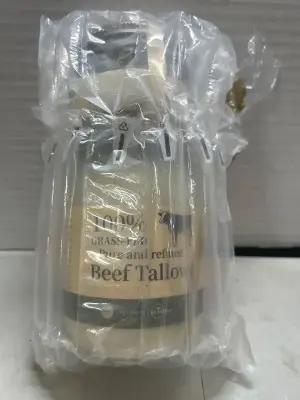 100%
GRASS-FED
Pure and refined
Beef Tallow